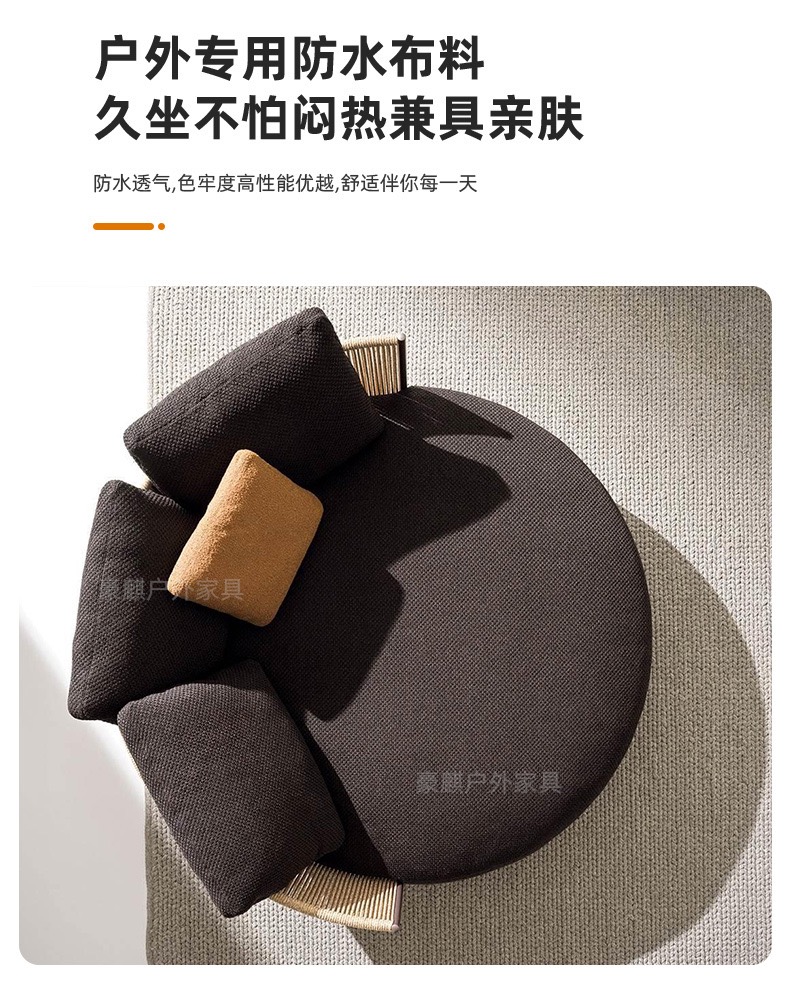 户外专用防水布料
久坐不怕闷热兼具亲肤
防水透气,色牢度高性能优越,舒适伴你每一天
豪麒户外家具
豪麒户外家具